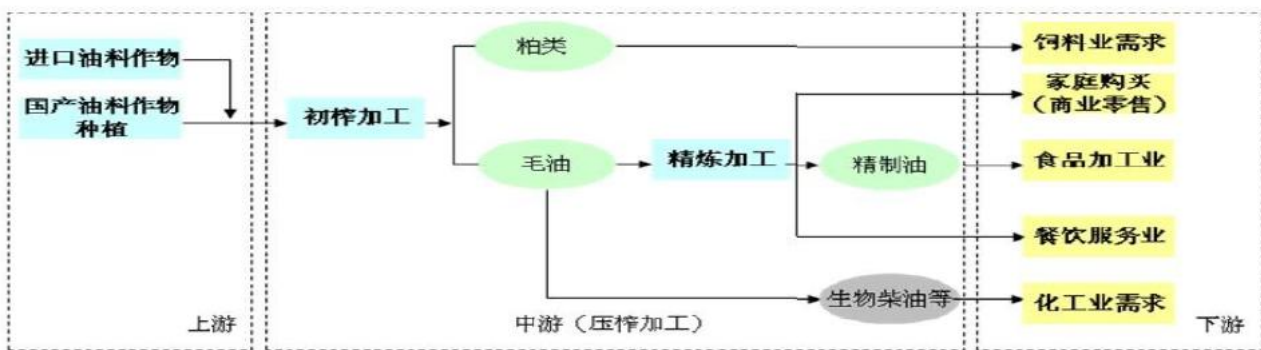 进口油料作物
国产油料作物
种植
上游
初榨加工
粕类
毛油
精炼加工
精制油
生物柴油等
中游（压榨加工）
饲料业需求
家庭购买
（商业零售）
食品加工业
餐饮服务业
化工业需求
下游